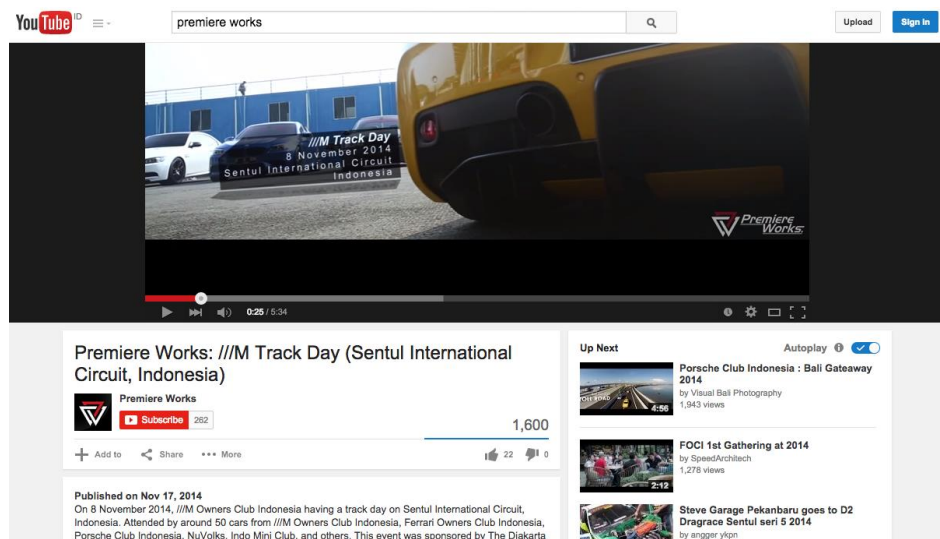 You Tube ID
premiere works
Upload
Sign In
///M Track Day
8 November 2014
Sentul International Circuit
Indonesia
Premiere
Works
0:25 / 5:34
Premiere Works: ///M Track Day (Sentul International
Circuit, Indonesia)
Premiere Works
Subscribe 262
1,600
Add to Share More
22 0
Published on Nov 17, 2014
On 8 November 2014, ///M Owners Club Indonesia having a track day on Sentul International Circuit,
Indonesia. Attended by around 50 cars from ///M Owners Club Indonesia, Ferrari Owners Club Indonesia,
Porsche Club Indonesia, NuVolks, Indo Mini Club, and others. This event was sponsored by The Djakarta
Up Next
Autoplay
TOLL ROAD
4:56
Porsche Club Indonesia : Bali Gateaway
2014
by Visual Bali Photography
1,943 views
2:12
FOCI 1st Gathering at 2014
by SpeedArchitech
1,278 views
Steve Garage Pekanbaru goes to D2
Dragrace Sentul seri 5 2014
by angger ykpn